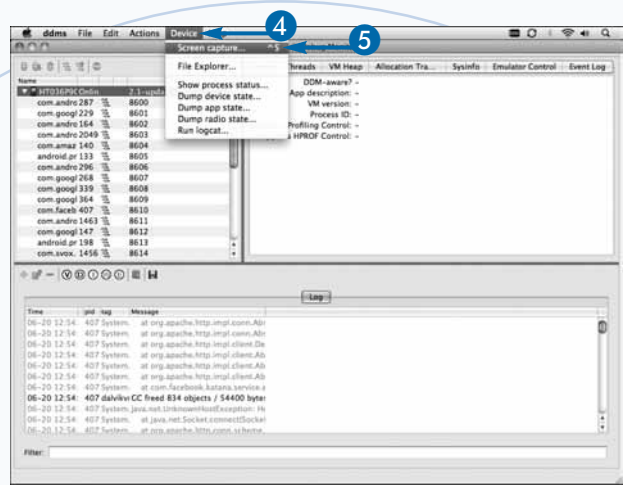 4
ddms File Edit Actions Device
5
Screen capture... ^S
File Explorer...
Show process status...
Dump device state...
Dump app state...
Dump radio state...
Run logcat...
Threads VM Heap Allocation Tra... Sysinfo Emulator Control Event Log
DDM-aware? -
App description: -
VM version: -
Process ID: -
Profiling Control: -
HPROF Control: -
Name
HT036P9 Onlin 2.1-upda
com.andro 287 8600
com.googl 229 8601
com.andro 164 8602
com.andro 2049 8603
com.amaz 140 8604
android.pr 133 8605
com.andro 296 8606
com.googl 268 8607
com.googl 339 8608
com.googl 364 8609
com.faceb 407 8610
com.andro 1463 8611
com.googl 147 8612
android.pr 198 8613
com.svox. 1456 8614
V D I W E
Log
Time pid tag Message
06-20 12:54: 407 System. at org.apache.http.impl.conn.Abs
06-20 12:54: 407 System. at org.apache.http.impl.conn.Abs
06-20 12:54: 407 System. at org.apache.http.impl.client.De
06-20 12:54: 407 System. at org.apache.http.impl.client.Abs
06-20 12:54: 407 System. at org.apache.http.impl.client.Abs
06-20 12:54: 407 System. at com.facebook.katana.service.a
06-20 12:54: 407 dalvikvi GC freed 834 objects / 54400 bytes
06-20 12:54: 407 System. java.net.UnknownHostException: Ho
06-20 12:54: 407 System. at java.net.Socket.connect(Socket
06-20 12:54: 407 System. at org.apache.http.conn.scheme.
Filter: